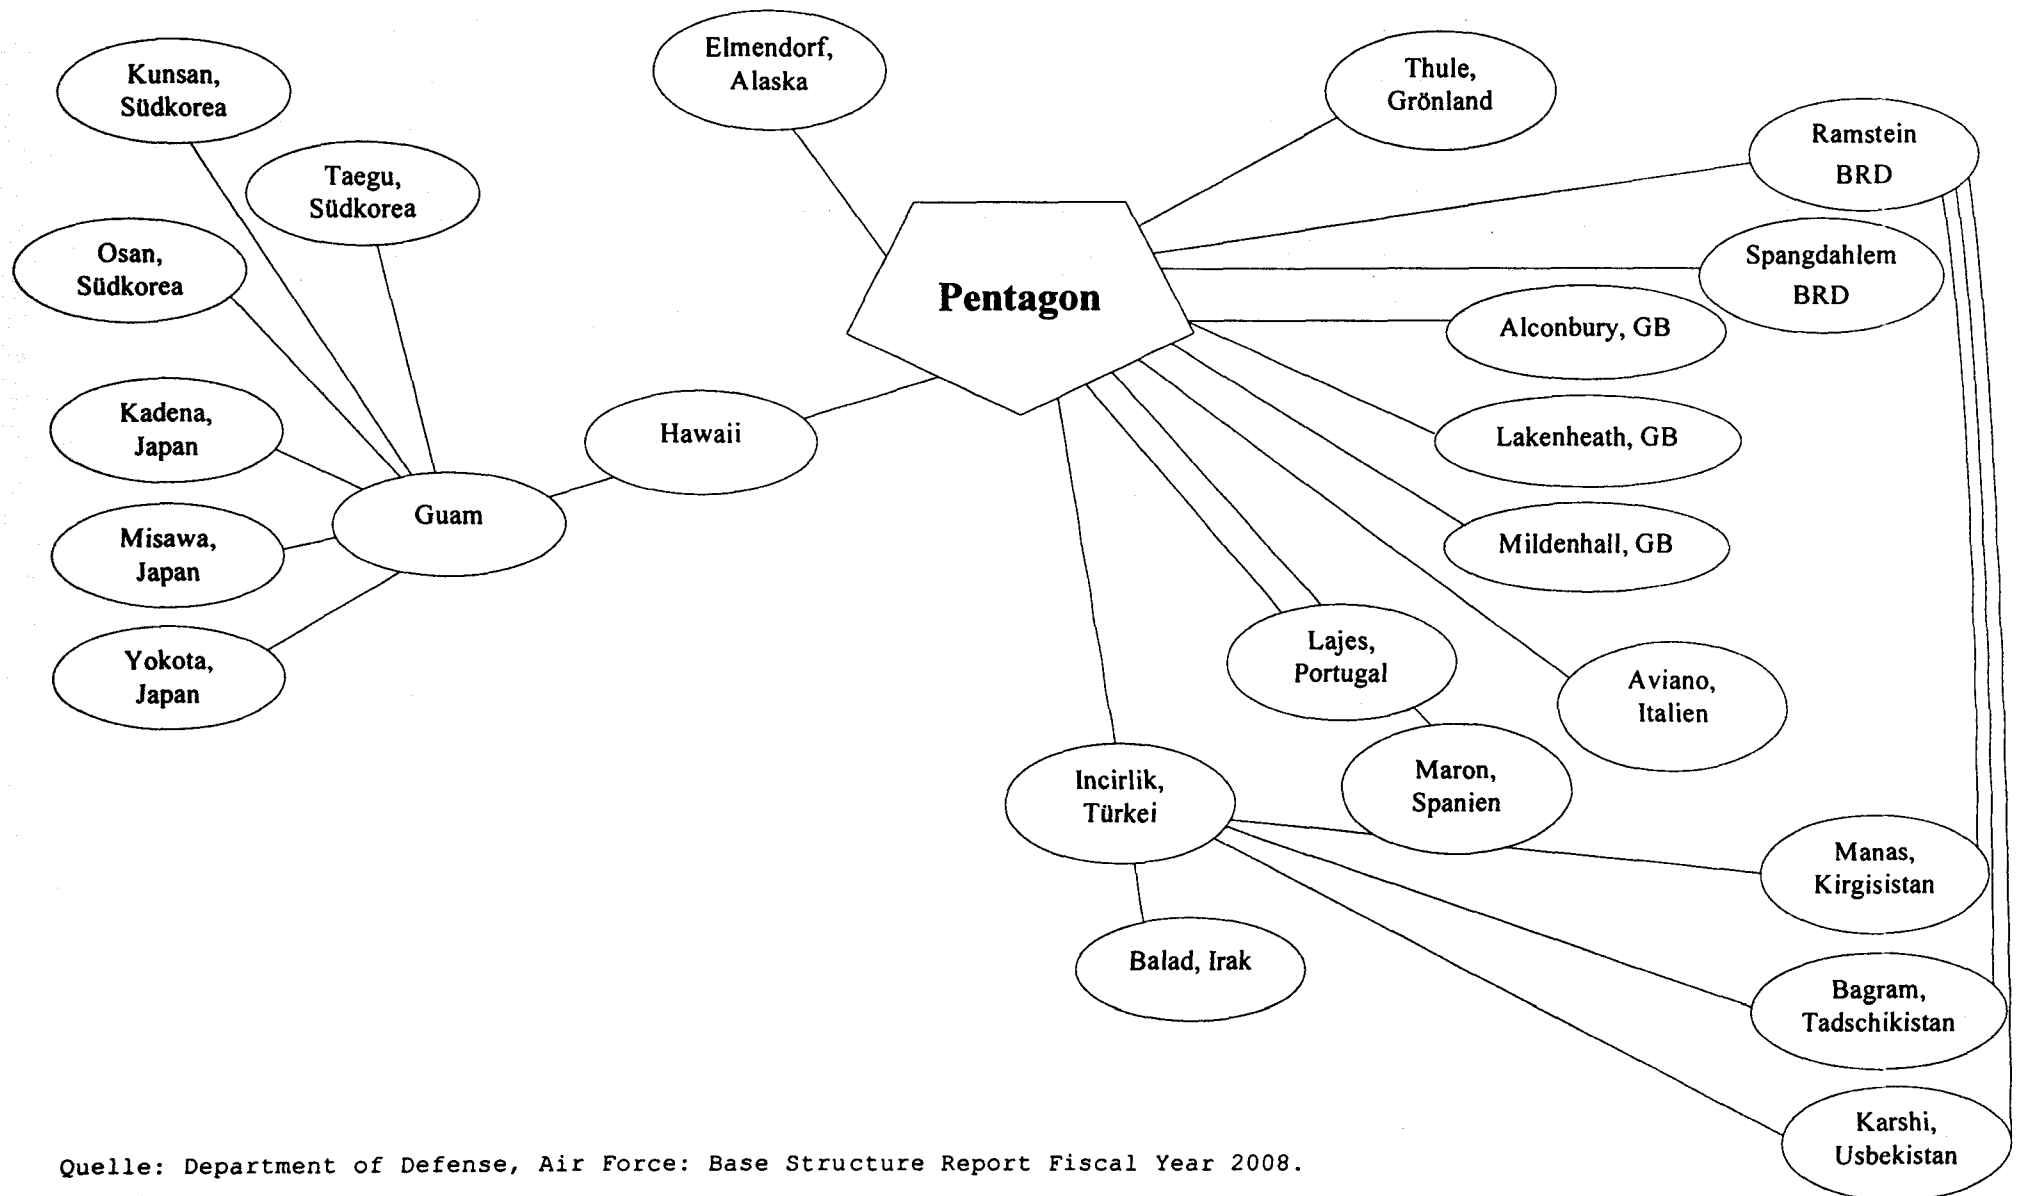 Elmendorf,
Alaska
Kunsan,
Südkorea
Thule,
Grönland
Ramstein
BRD
Taegu,
Südkorea
Osan,
Südkorea
Pentagon
Spangdahlem
BRD
Alconbury, GB
Kadena,
Japan
Hawaii
Lakenheath, GB
Guam
Misawa,
Japan
Mildenhall, GB
Yokota,
Japan
Lajes,
Portugal
Aviano,
Italien
Incirlik,
Türkei
Maron,
Spanien
Manas,
Kirgisistan
Balad, Irak
Bagram,
Tadschikistan
Karshi,
Usbekistan
Quelle: Department of Defense, Air Force: Base Structure Report Fiscal Year 2008.